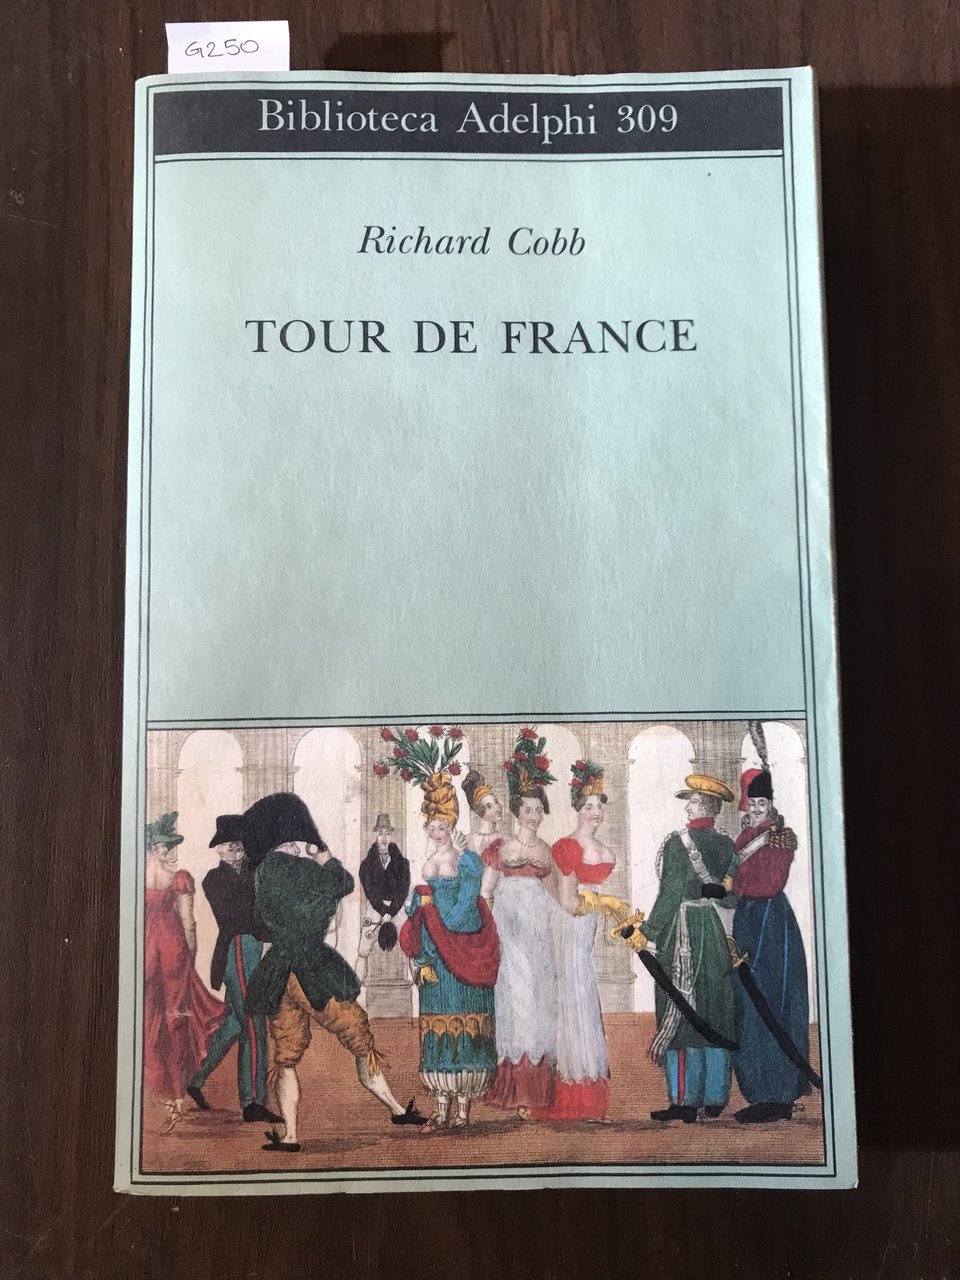 G250
Biblioteca Adelphi 309
Richard Cobb
TOUR DE FRANCE